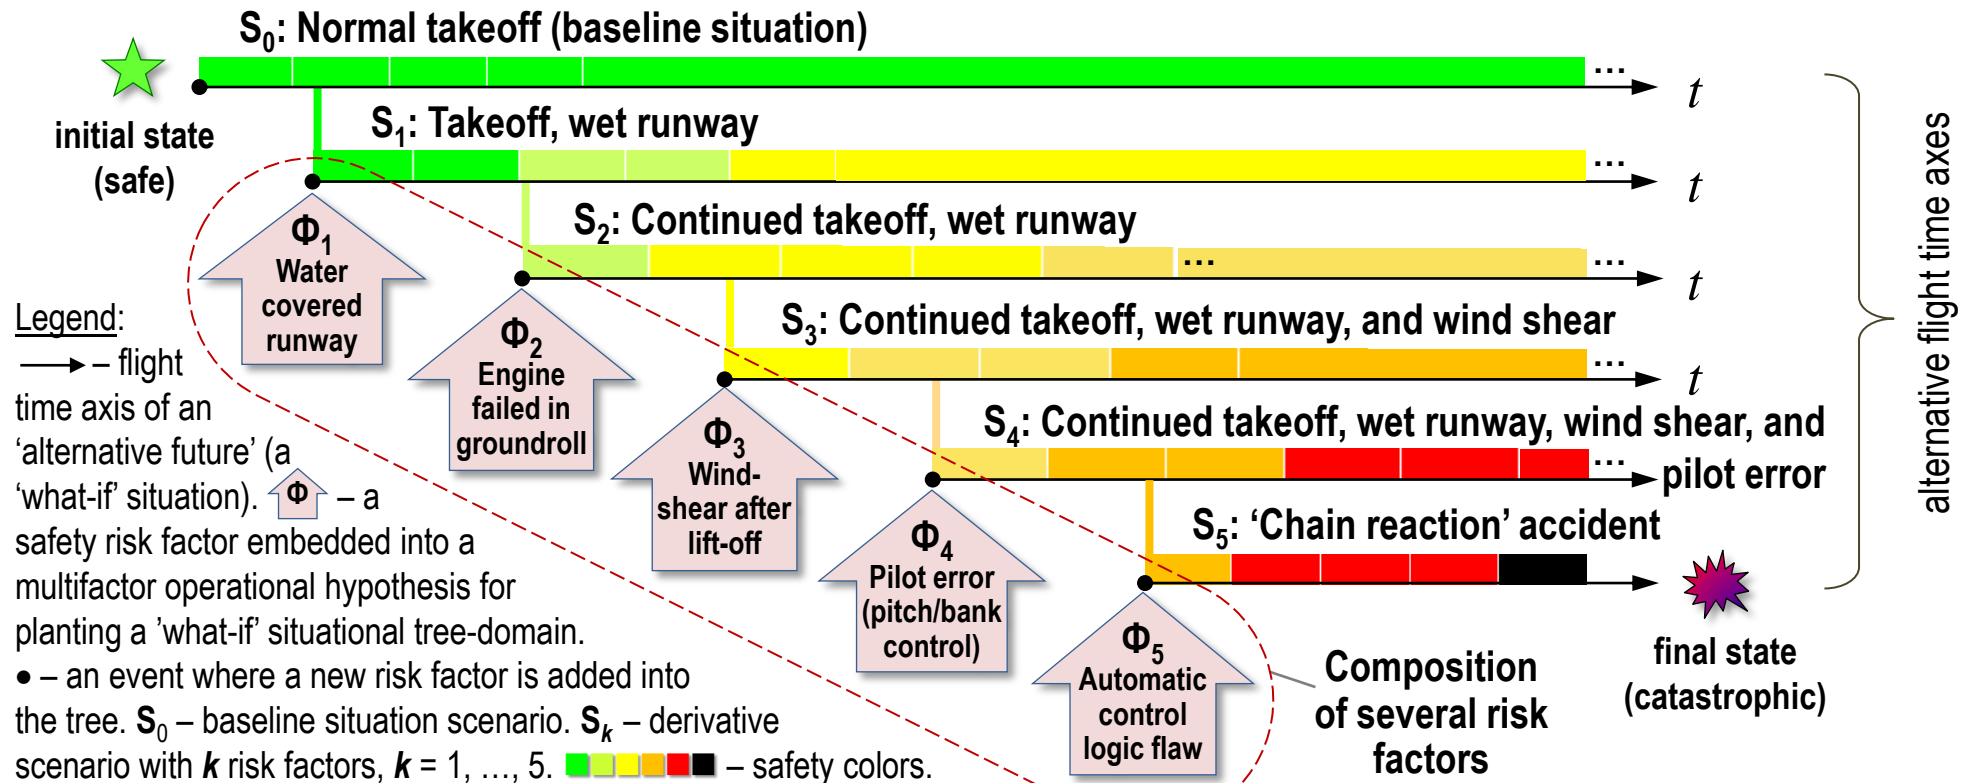 S0: Normal takeoff (baseline situation)
... t
initial state
(safe)
S1: Takeoff, wet runway
... t
Φ1
Water
covered
runway
S2: Continued takeoff, wet runway
...
... t
Φ2
Engine
failed in
groundroll
S3: Continued takeoff, wet runway, and wind shear
... t
Φ3
Wind-
shear after
lift-off
S4: Continued takeoff, wet runway, wind shear, and
pilot error
...
Φ4
Pilot error
(pitch/bank
control)
S5: ‘Chain reaction’ accident
Φ5
Automatic
control
logic flaw
final state
(catastrophic)
Composition
of several risk
factors
alternative flight time axes
Legend:
– flight
time axis of an
‘alternative future’ (a
‘what-if’ situation). Φ – a
safety risk factor embedded into a
multifactor operational hypothesis for
planting a ’what-if’ situational tree-domain.
● – an event where a new risk factor is added into
the tree. S0 – baseline situation scenario. Sk – derivative
scenario with k risk factors, k = 1, …, 5. – safety colors.